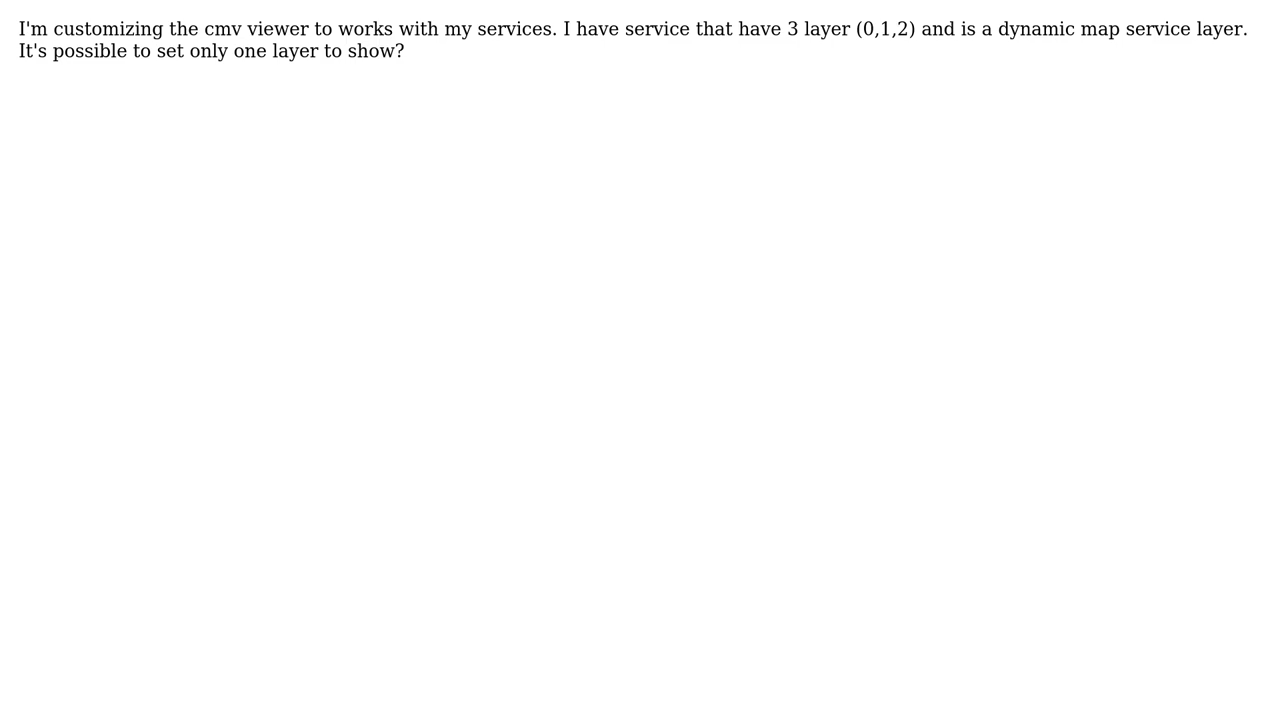 I'm customizing the cmv viewer to works with my services. I have service that have 3 layer (0,1,2) and is a dynamic map service layer.
It's possible to set only one layer to show?